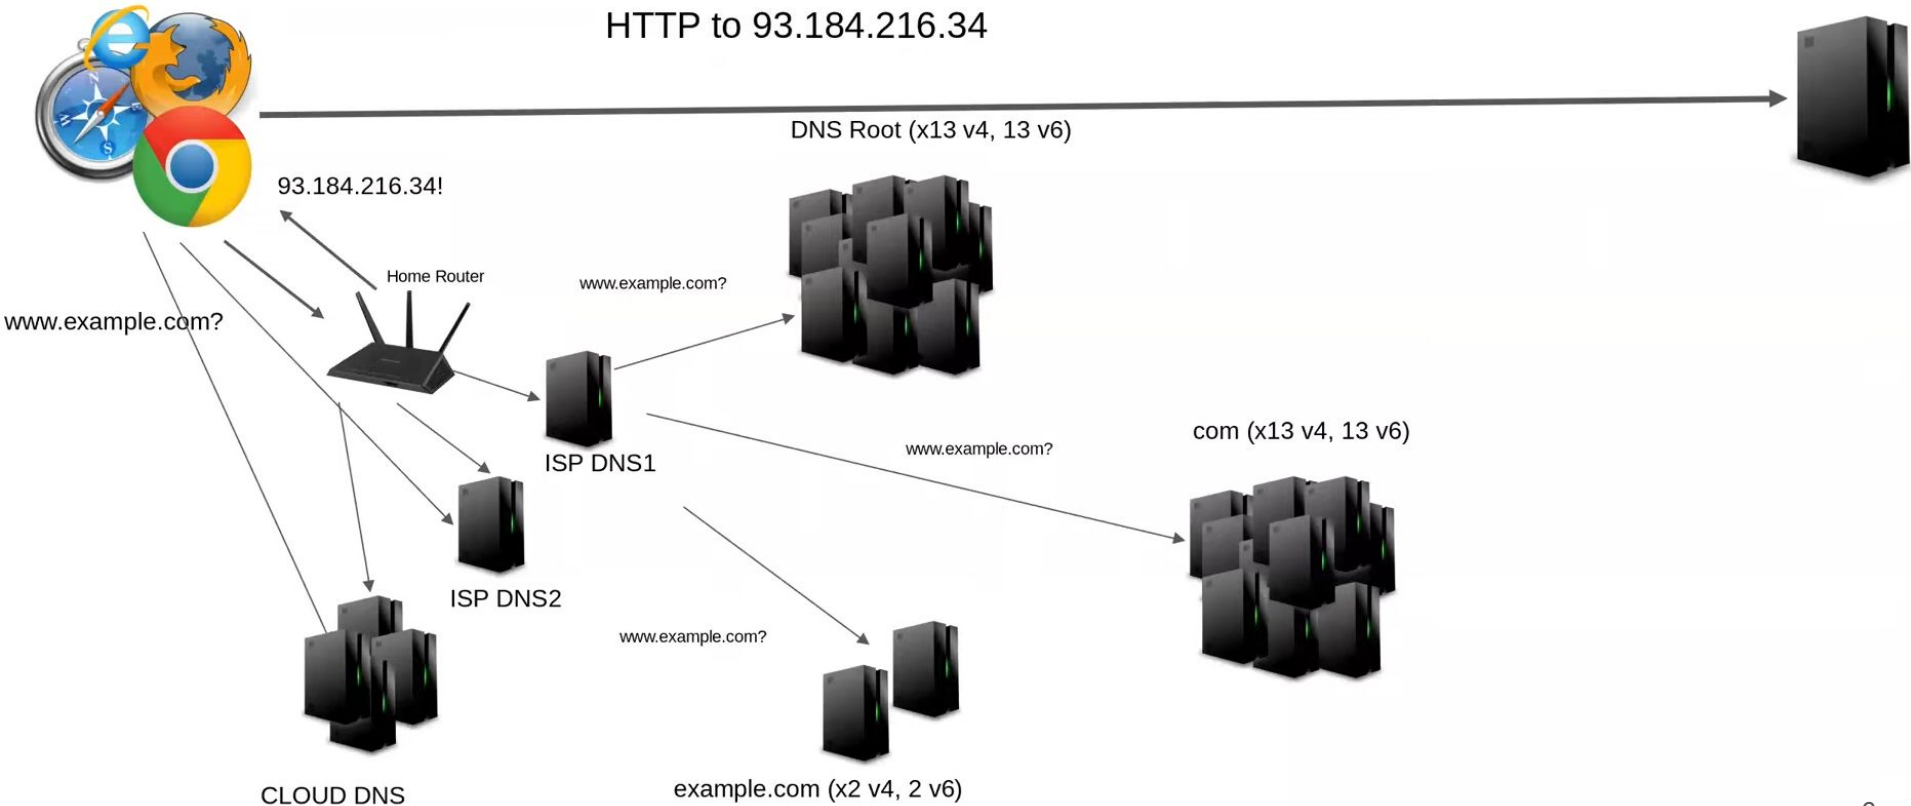 HTTP to 93.184.216.34
DNS Root (x13 v4, 13 v6)
93.184.216.34!
Home Router
www.example.com?
www.example.com?
ISP DNS1
com (x13 v4, 13 v6)
www.example.com?
ISP DNS2
www.example.com?
CLOUD DNS
example.com (x2 v4, 2 v6)